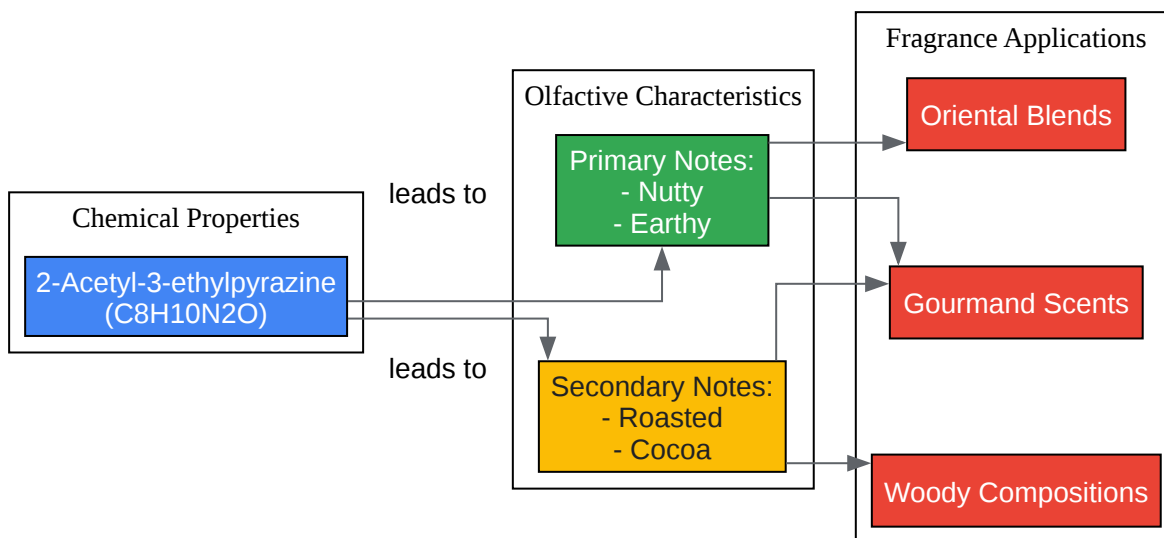 Chemical Properties
2-Acetyl-3-ethylpyrazine
(C8H10N2O)
leads to
leads to
Olfactive Characteristics
Primary Notes:
- Nutty
- Earthy
Secondary Notes:
- Roasted
- Cocoa
Fragrance Applications
Oriental Blends
Gourmand Scents
Woody Compositions